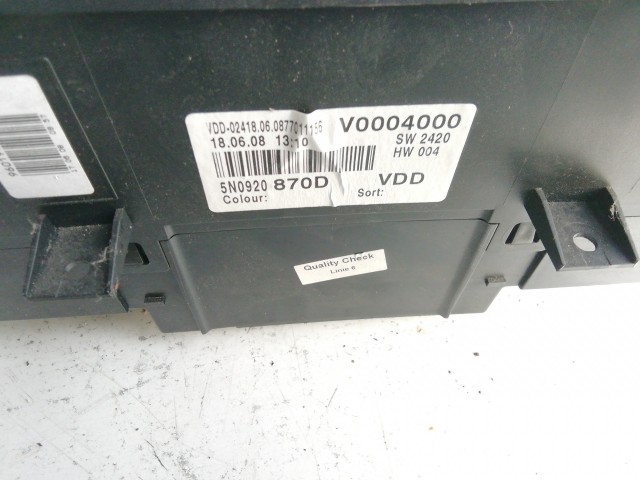 VDD-02418.06.0877011186 V0004000
18.06.08 13:10 SW 2420
HW 004
5N0920 870D VDD
Colour: Sort:
Quality Check
Linie 6